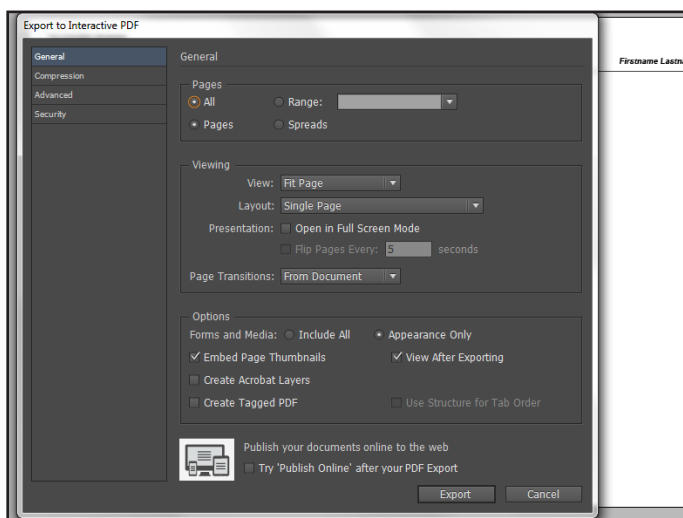 Export to Interactive PDF
General
Compression
Advanced
Security
General
Pages
All Range:
Pages Spreads
Viewing
View: Fit Page
Layout: Single Page
Presentation: Open in Full Screen Mode
Flip Pages Every: 5 seconds
Page Transitions: From Document
Options
Forms and Media: Include All Appearance Only
Embed Page Thumbnails View After Exporting
Create Acrobat Layers
Create Tagged PDF Use Structure for Tab Order
Publish your documents online to the web
Try 'Publish Online' after your PDF Export
Export Cancel
Firstname